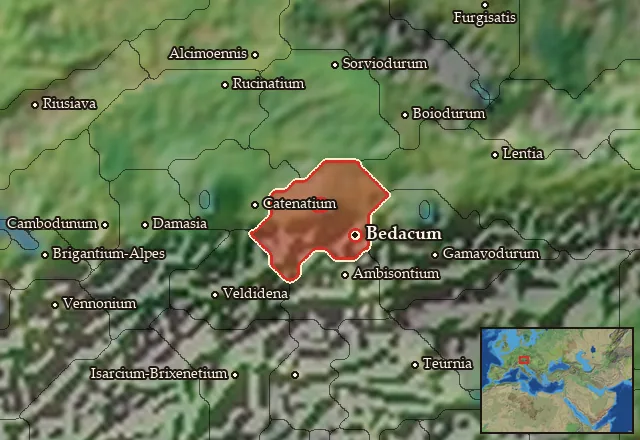 Furgisatis
Alcimoennis
Sorviodurum
Rucinatium
Riusiava
Boiodurum
Lentia
Catenatium
Cambodunum
Damasia
Bedacum
Brigantium-Alpes
Gamavodurum
Ambisontium
Veldidena
Vennonium
Teurnia
Isarcium-Brixenetium